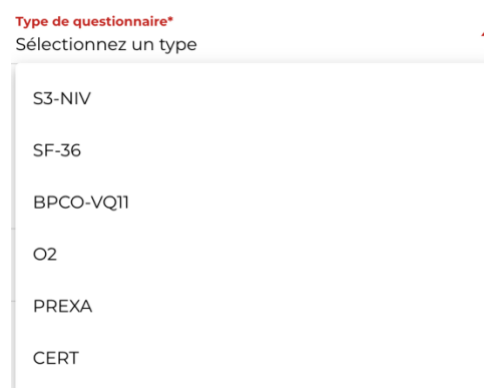 Type de questionnaire*
Sélectionnez un type
S3-NIV
SF-36
BPCO-VQ11
O2
PREXA
CERT